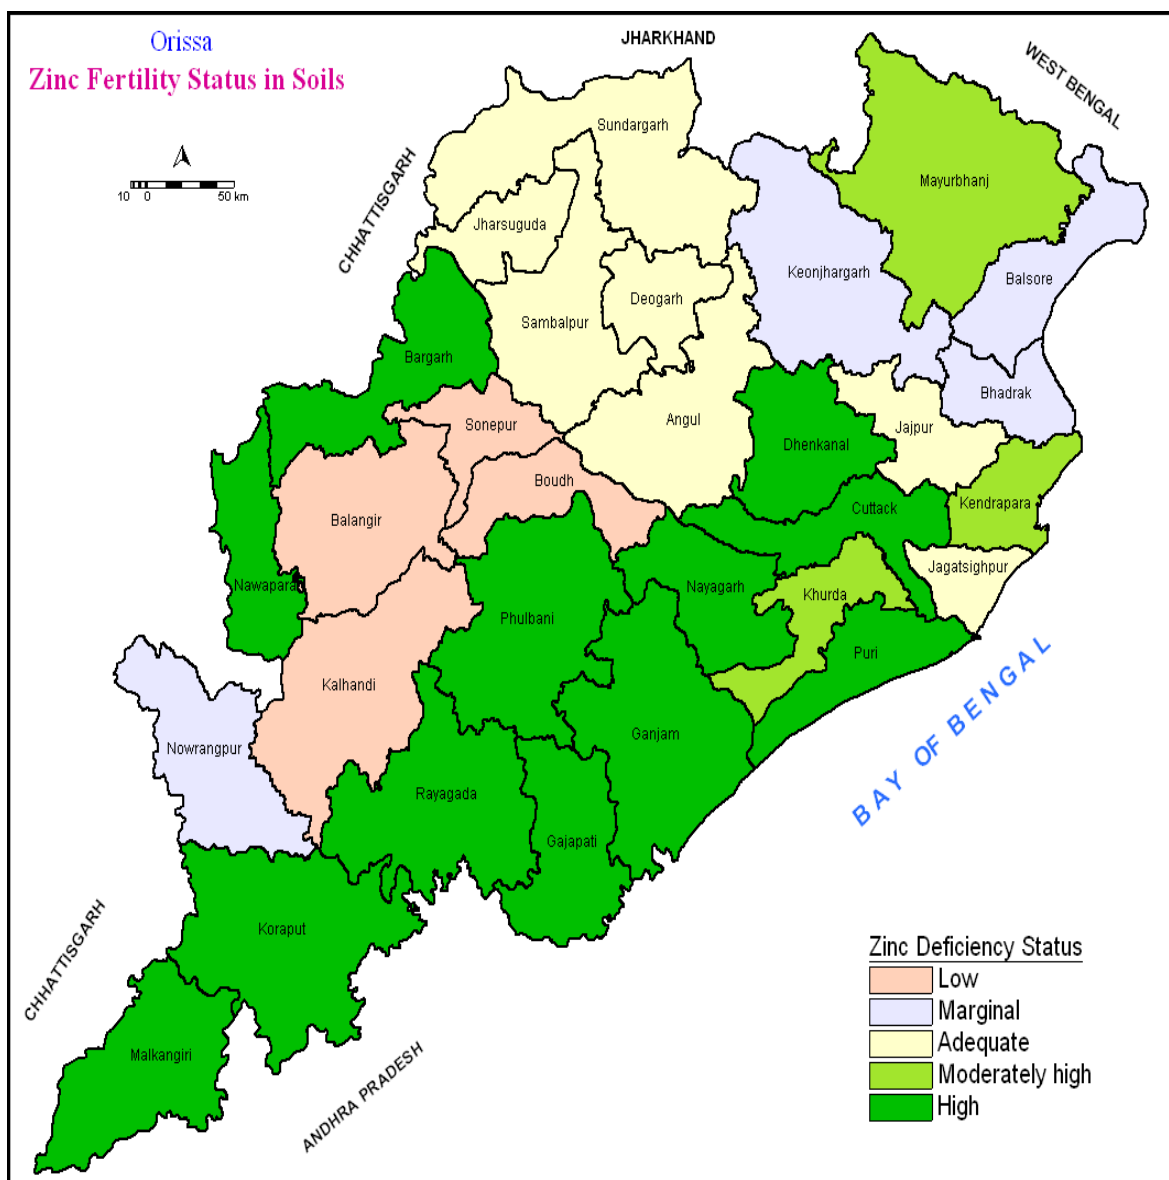 Orissa
Zinc Fertility Status in Soils
JHARKHAND
WEST BENGAL
CHHATTISGARH
10 0 50 km
Sundargarh
Mayurbhanj
Jharsuguda
Keonjhargarh
Balsore
Deogarh
Sambalpur
Bargarh
Bhadrak
Angul
Sonepur
Jajpur
Dhenkanal
Boudh
Kendrapara
Cuttack
Balangir
Jagatsighpur
Nawapara
Nayagarh
Khurda
Phulbani
Puri
Kalhandi
Ganjam
Nowrangpur
BAY OF BENGAL
Rayagada
Gajapati
Koraput
CHHATTISGARH
Malkangiri
ANDHRA PRADESH
Zinc Deficiency Status
Low
Marginal
Adequate
Moderately high
High